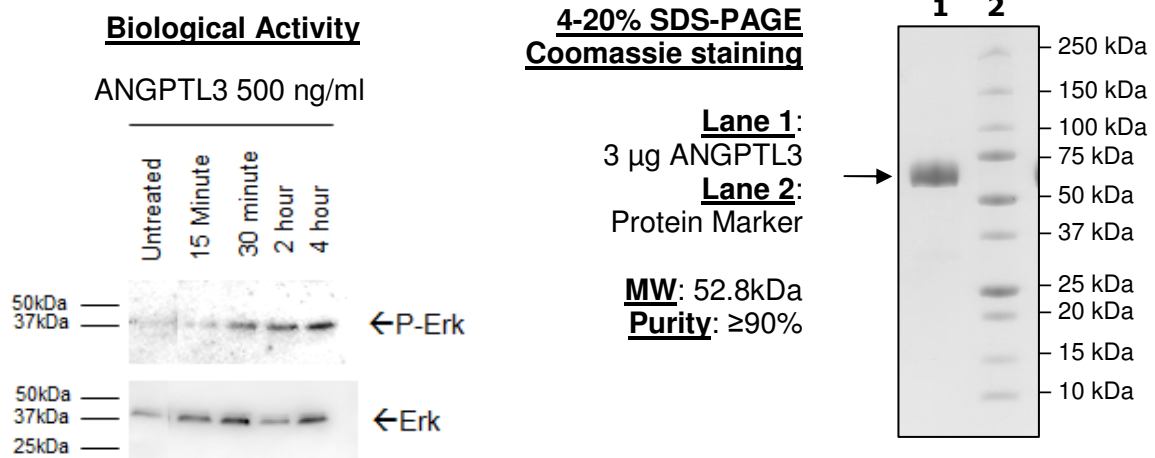 Biological Activity
ANGPTL3 500 ng/ml
Untreated
15 Minute
30 minute
2 hour
4 hour
50kDa
37kDa
←P-Erk
50kDa
37kDa
←Erk
25kDa
4-20% SDS-PAGE
Coomassie staining
Lane 1:
3 µg ANGPTL3
Lane 2:
Protein Marker
MW: 52.8kDa
Purity: ≥90%
1 2
250 kDa
150 kDa
100 kDa
75 kDa
50 kDa
37 kDa
25 kDa
20 kDa
15 kDa
10 kDa